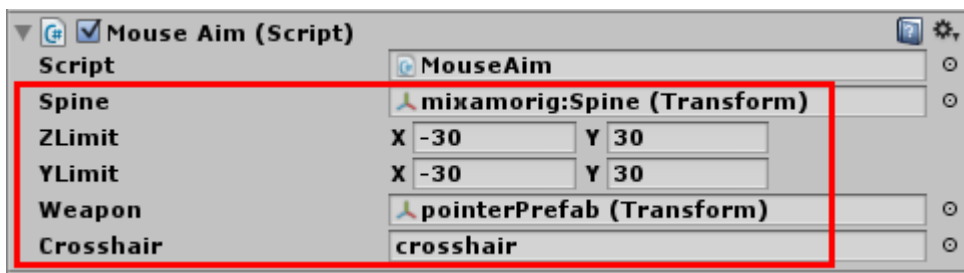 Mouse Aim (Script)
Script MouseAim
Spine mixamorig:Spine (Transform)
ZLimit X -30 Y 30
YLimit X -30 Y 30
Weapon pointerPrefab (Transform)
Crosshair crosshair